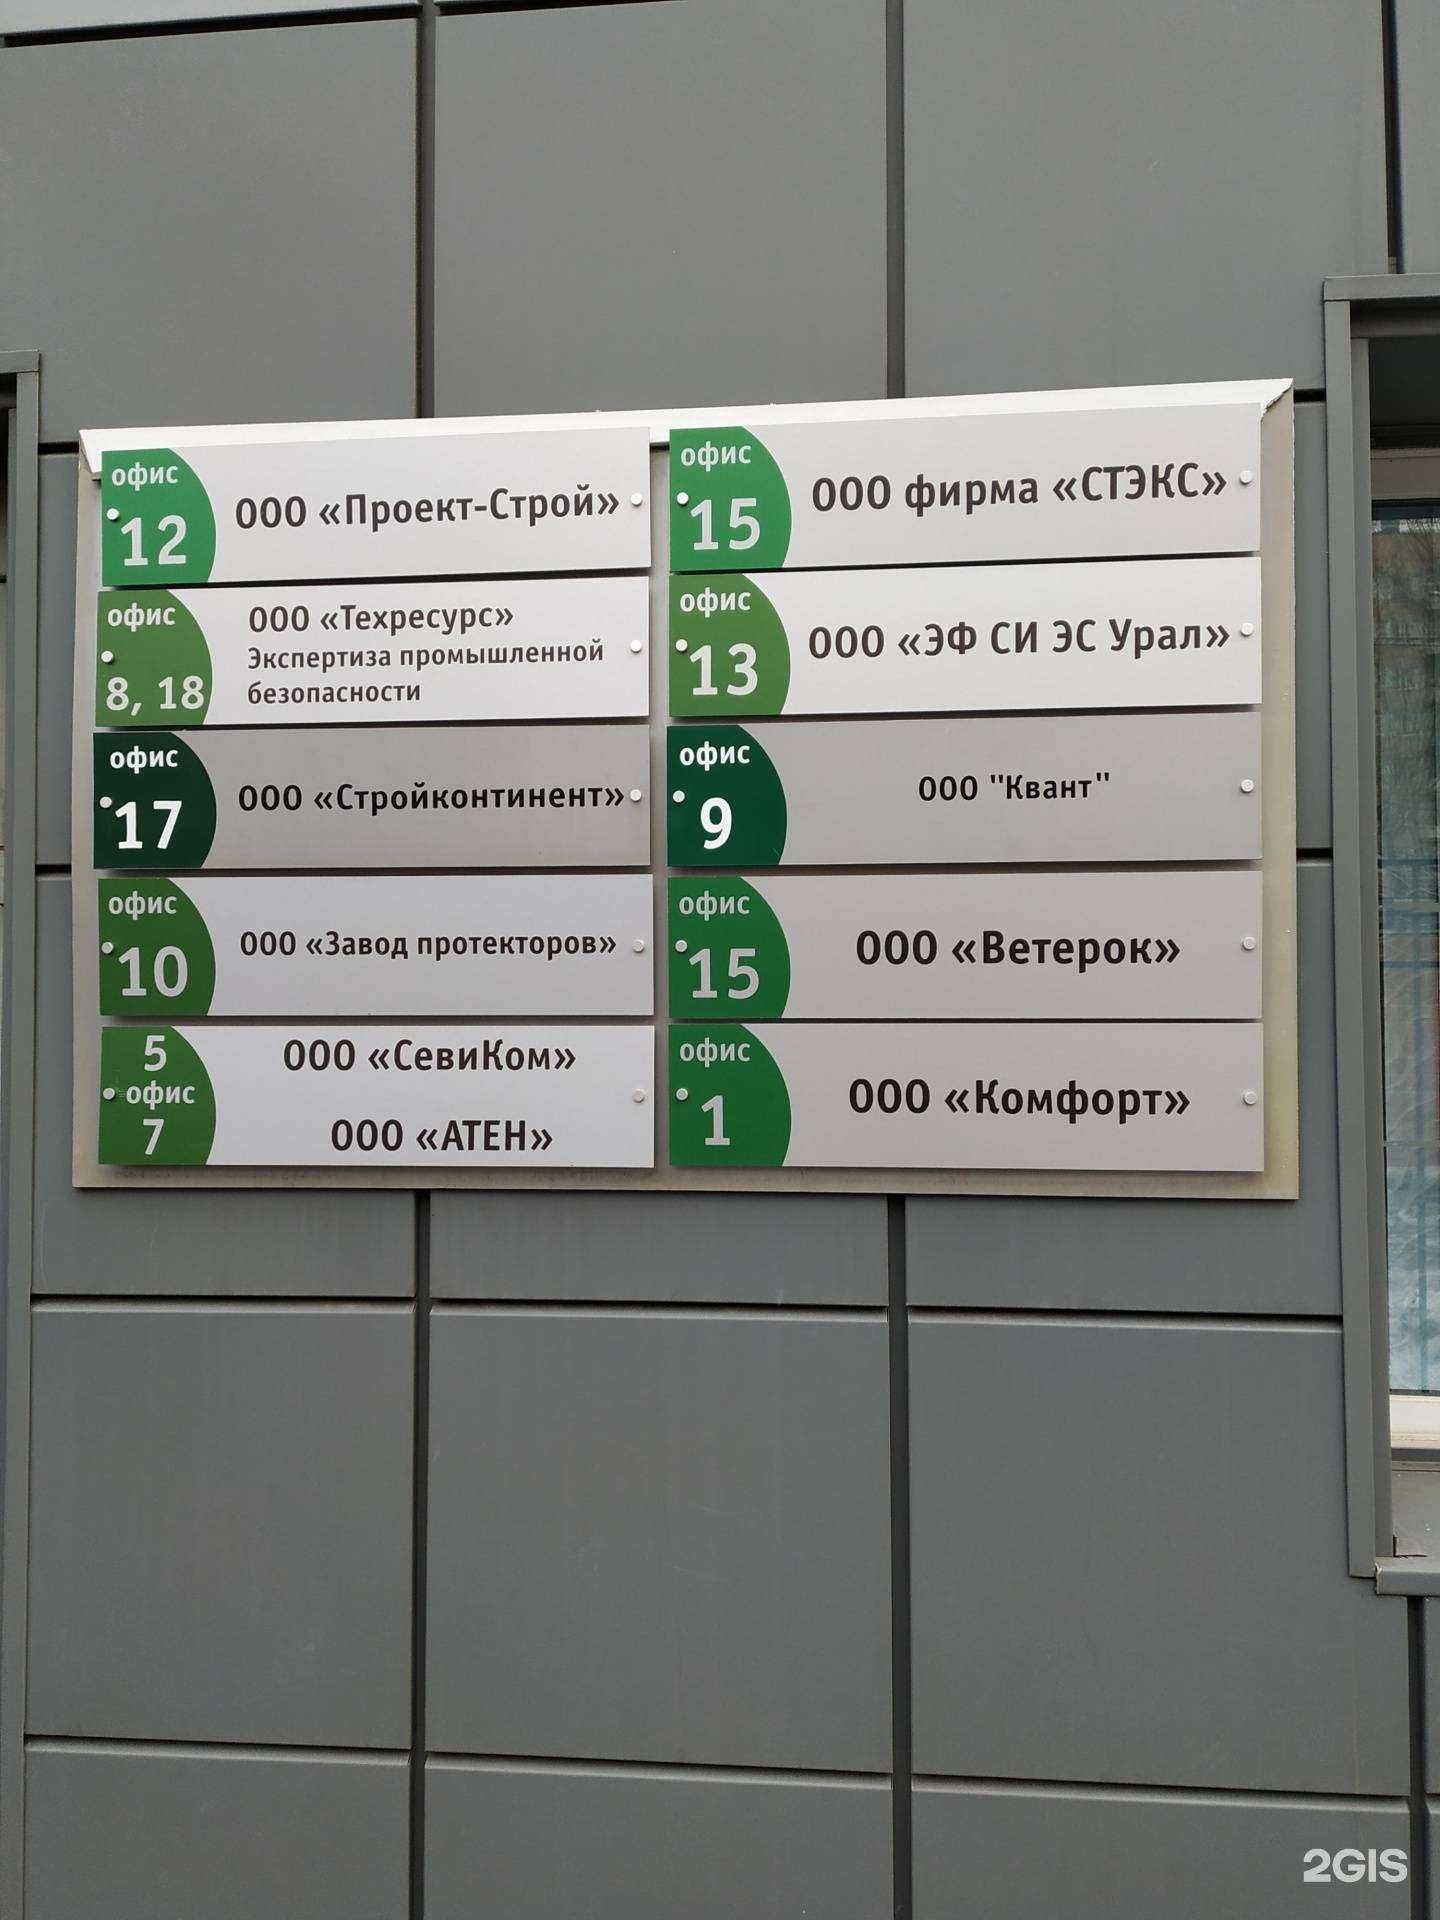 офис
12
ООО «Проект-Строй»
офис
8, 18
ООО «Техресурс»
Экспертиза промышленной
безопасности
офис
17
ООО «Стройконтинент»
офис
10
ООО «Завод протекторов»
5
офис
7
ООО «СевиКом»
ООО «АТЕН»
офис
15
ООО фирма «СТЭКС»
офис
13
ООО «ЭФ СИ ЭС Урал»
офис
9
ООО "Квант"
офис
15
ООО «Ветерок»
офис
1
ООО «Комфорт»
2GIS